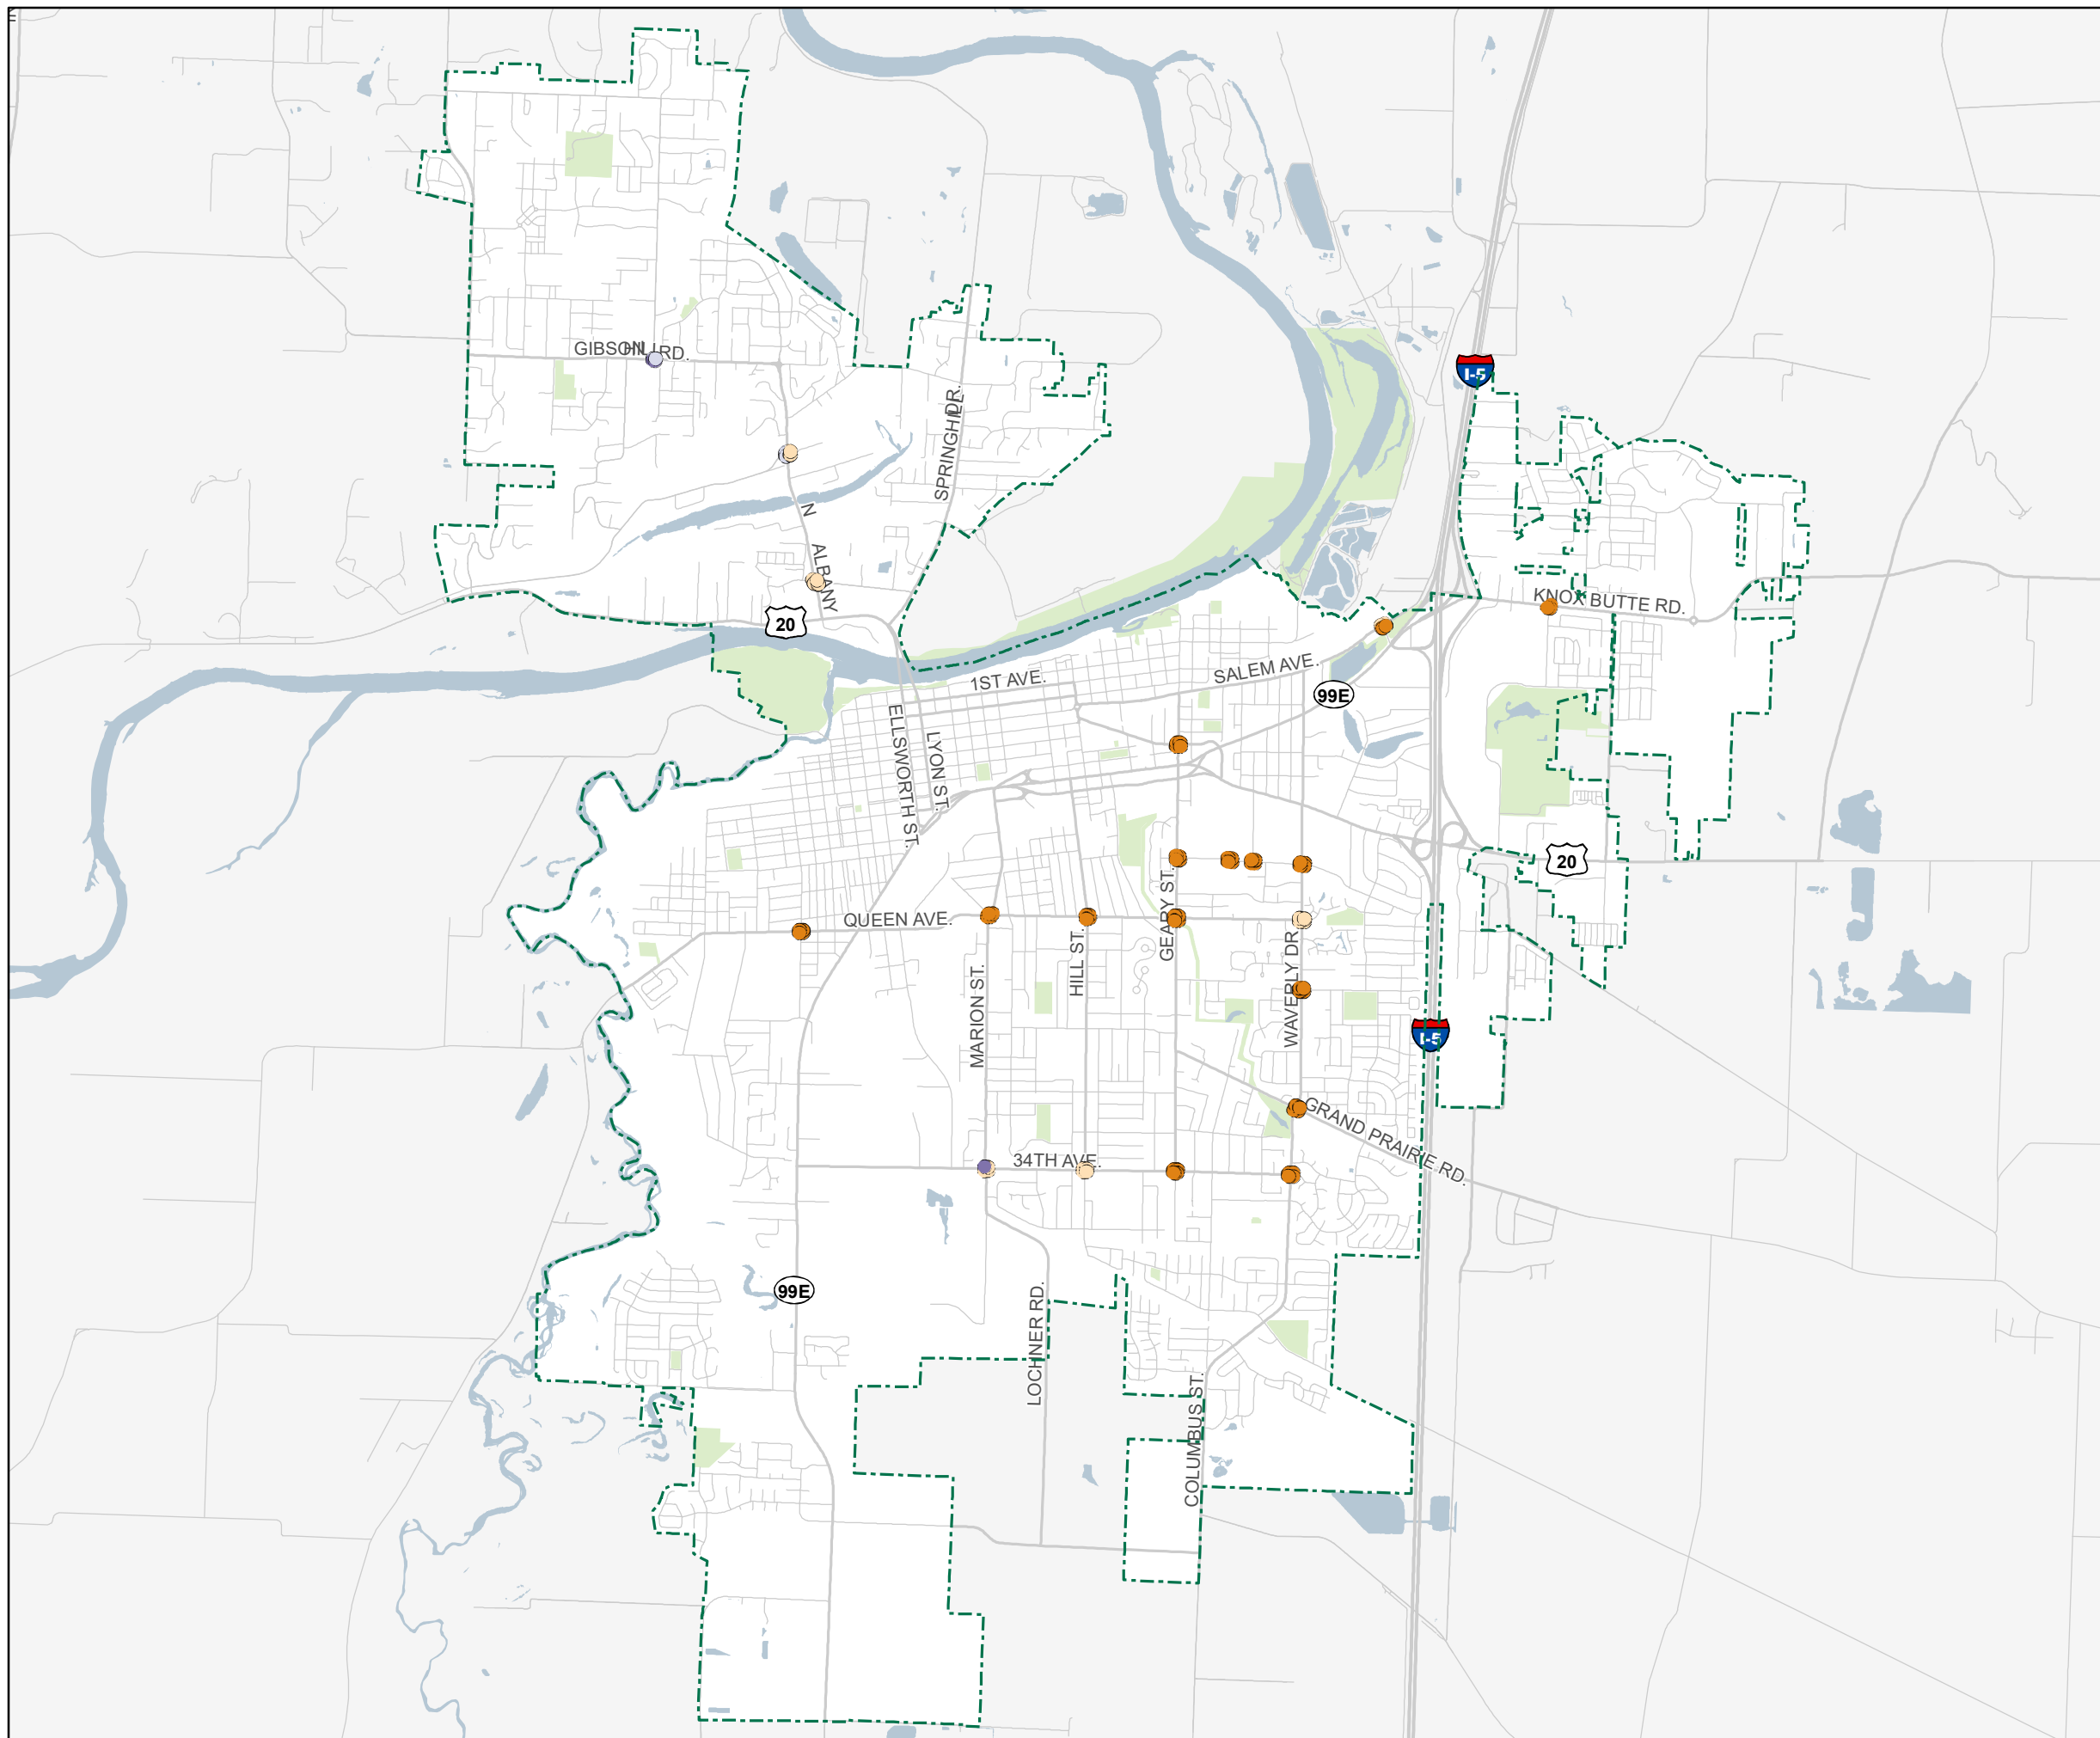 GIBSON HILL RD.
I-5
SPRINGHILL DR.
N ALBANY
20
KNOX BUTTE RD.
SALEM AVE.
1ST AVE.
99E
ELLSWORTH ST.
LYON ST.
20
GEARY ST.
QUEEN AVE.
HILL ST.
WAVERLY DR.
MARION ST.
I-5
GRAND PRAIRIE RD.
34TH AVE.
99E
LOCHNER RD.
COLUMBUS ST.